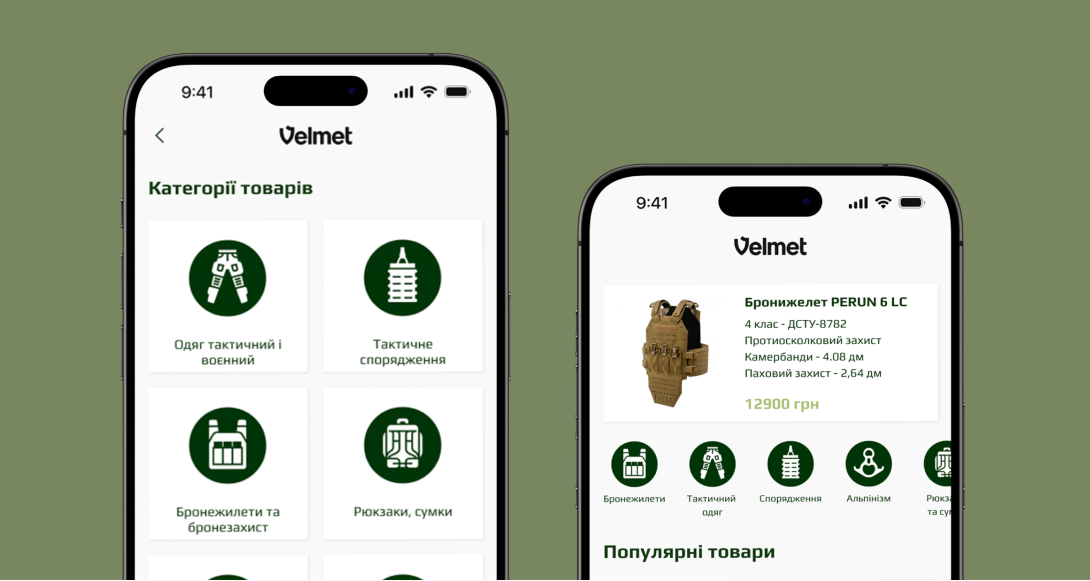 9:41
Velmet
Категорії товарів
Одяг тактичний і
воєнний
Тактичне
спорядження
Бронежилети та
бронезахист
Рюкзаки, сумки
9:41
Velmet
Бронижелет PERUN 6 LC
4 клас - ДСТУ-8782
Протиосколковий захист
Камербанди - 4.08 дм
Паховий захист - 2,64 дм
12900 грн
Бронежилети
Тактичний
одяг
Спорядження
Альпінізм
Рюкза
та су
Популярні товари